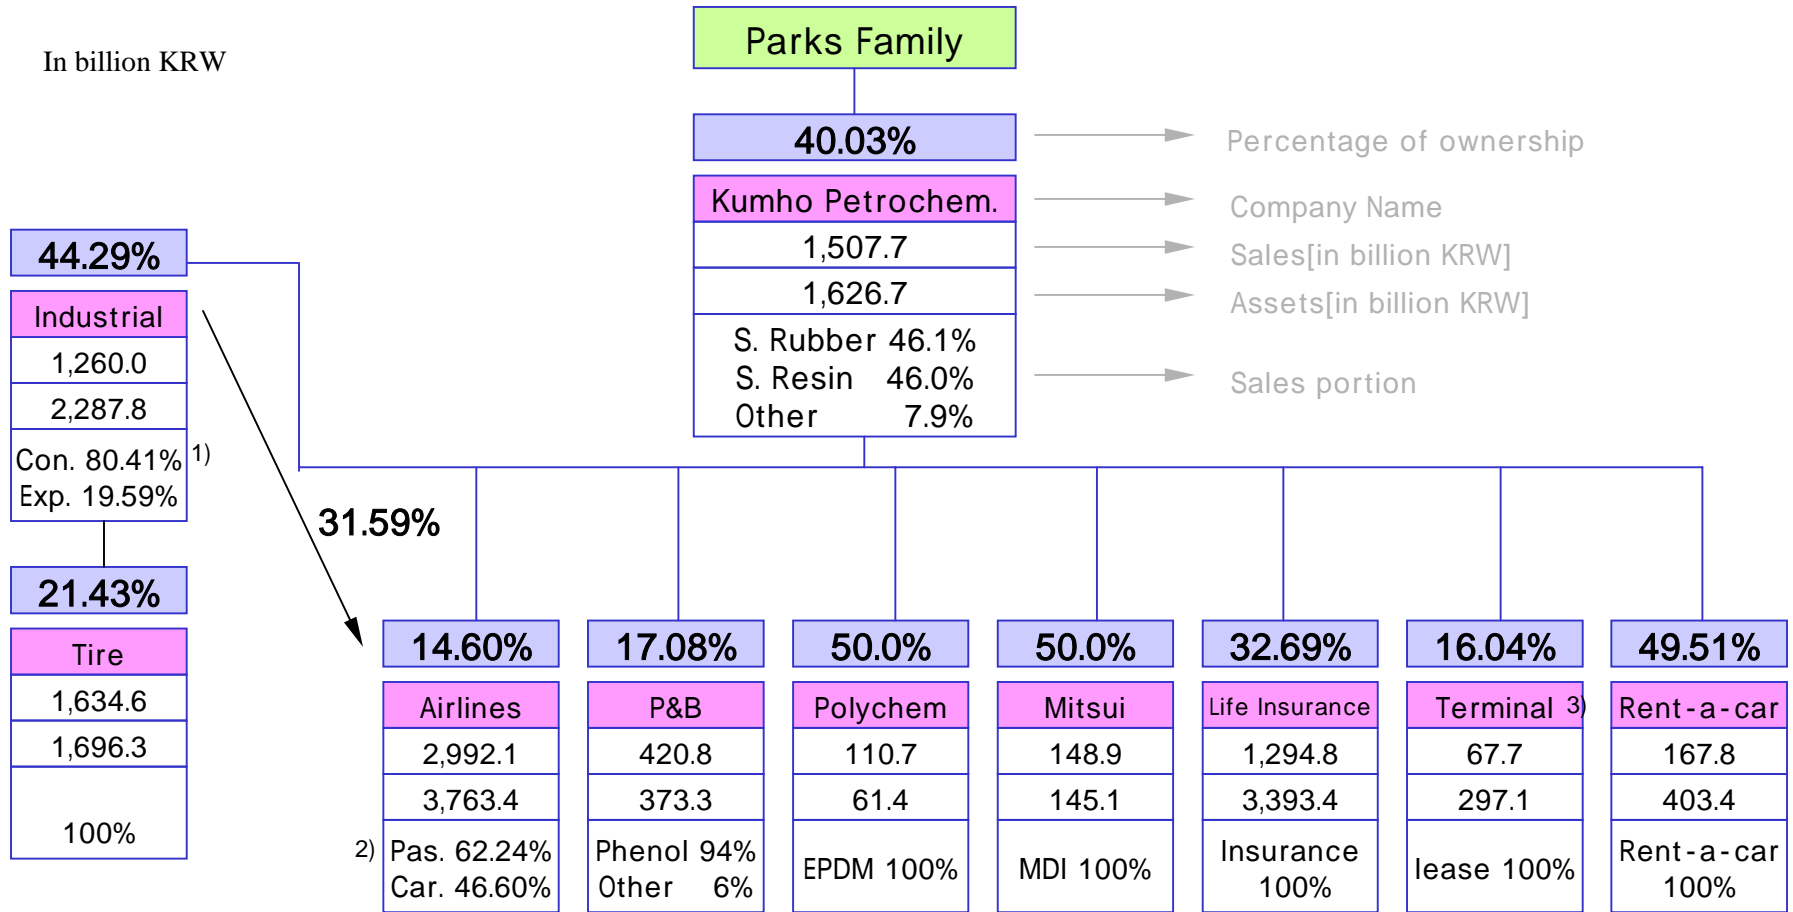 In billion KRW
Parks Family
40.03%
Percentage of ownership
Kumho Petrochem.
Company Name
1,507.7
Sales[in billion KRW]
1,626.7
Assets[in billion KRW]
S. Rubber 46.1%
S. Resin 46.0%
Other 7.9%
Sales portion
44.29%
Industrial
1,260.0
2,287.8
Con. 80.41% 1)
Exp. 19.59%
31.59%
21.43%
Tire
1,634.6
1,696.3
100%
14.60%
Airlines
2,992.1
3,763.4
2) Pas. 62.24%
Car. 46.60%
17.08%
P&B
420.8
373.3
Phenol 94%
Other 6%
50.0%
Polychem
110.7
61.4
EPDM 100%
50.0%
Mitsui
148.9
145.1
MDI 100%
32.69%
Life Insurance
1,294.8
3,393.4
Insurance
100%
16.04%
Terminal 3)
67.7
297.1
lease 100%
49.51%
Rent-a-car
167.8
403.4
Rent-a-car
100%